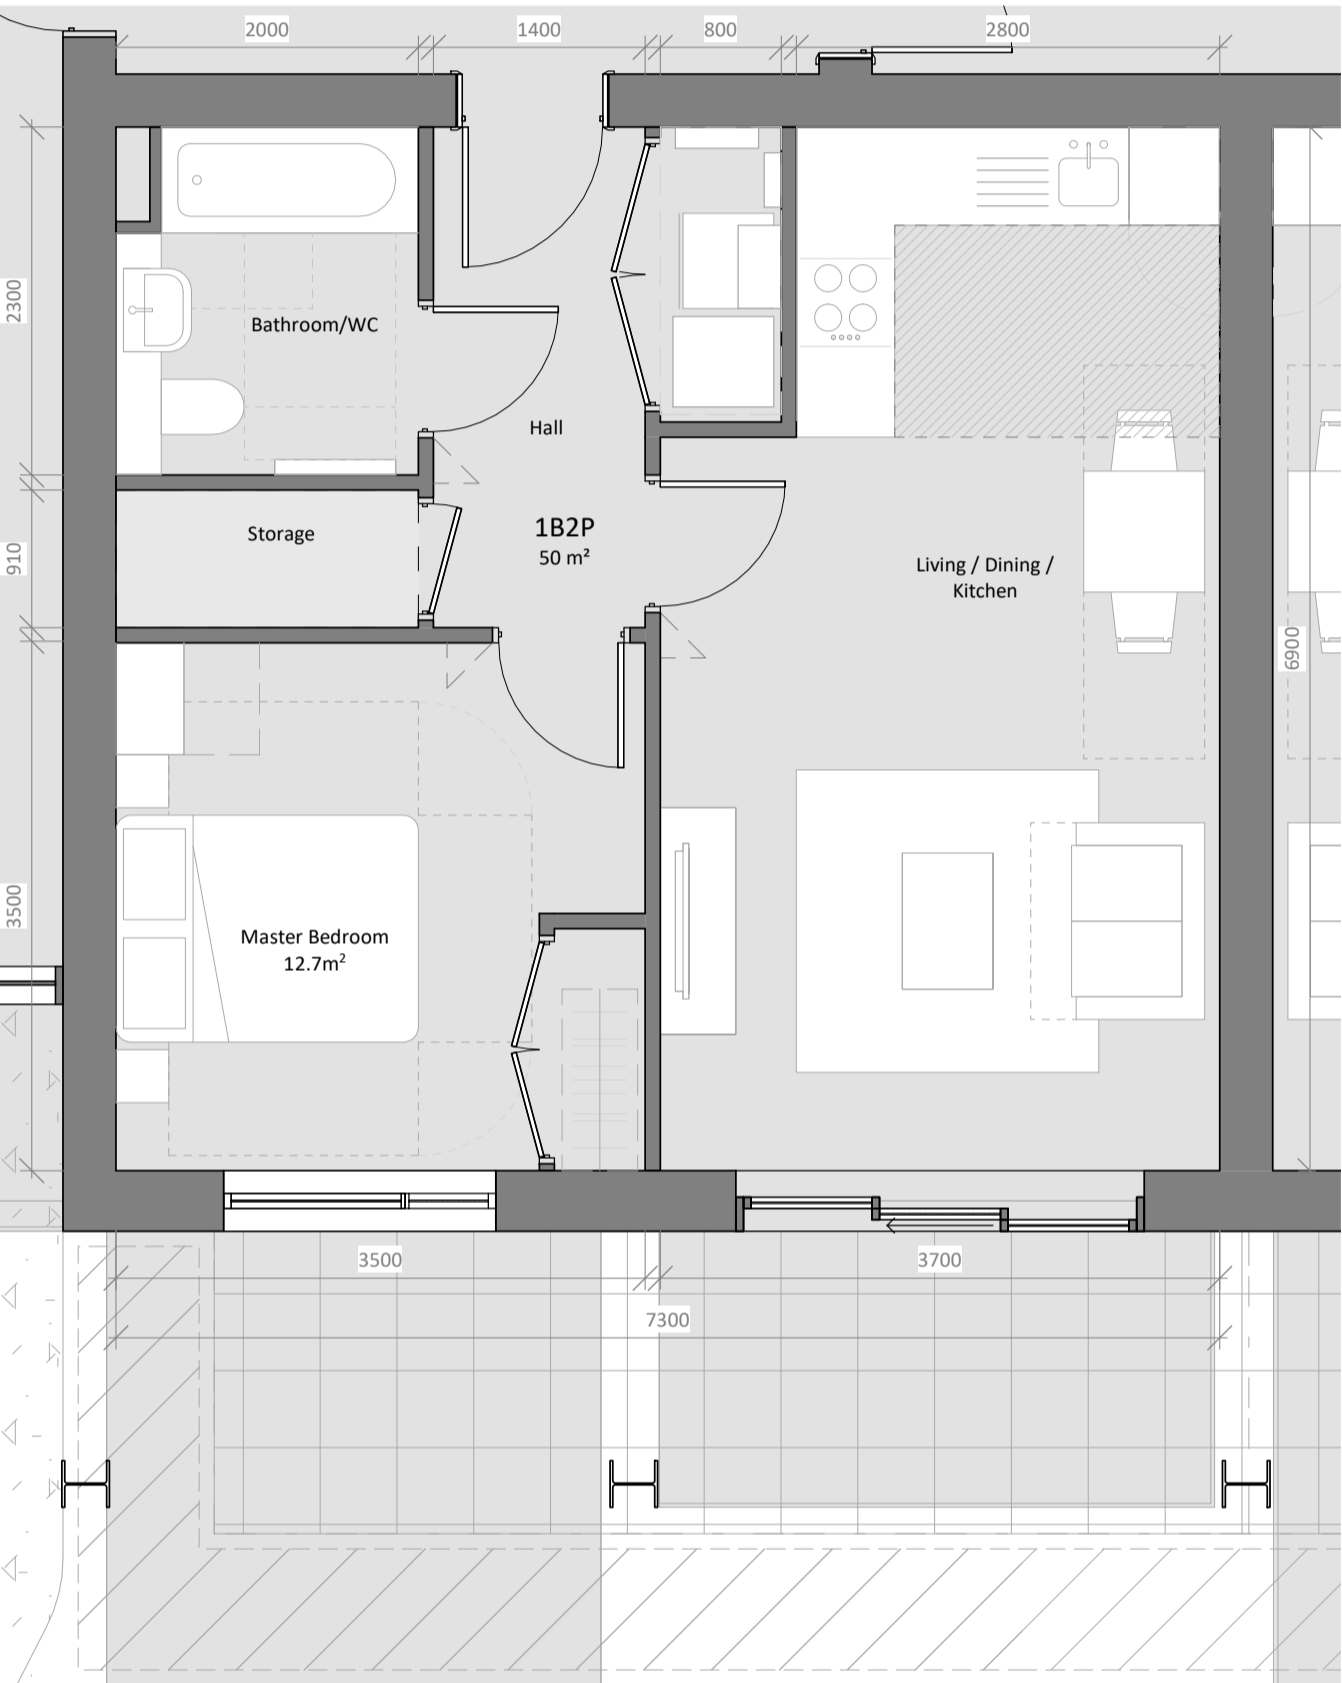 2000
1400
800
2800
2300
Bathroom/WC
Hall
Storage
1B2P
50 m²
910
Living / Dining /
Kitchen
6900
3500
Master Bedroom
12.7m²
3500
3700
7300